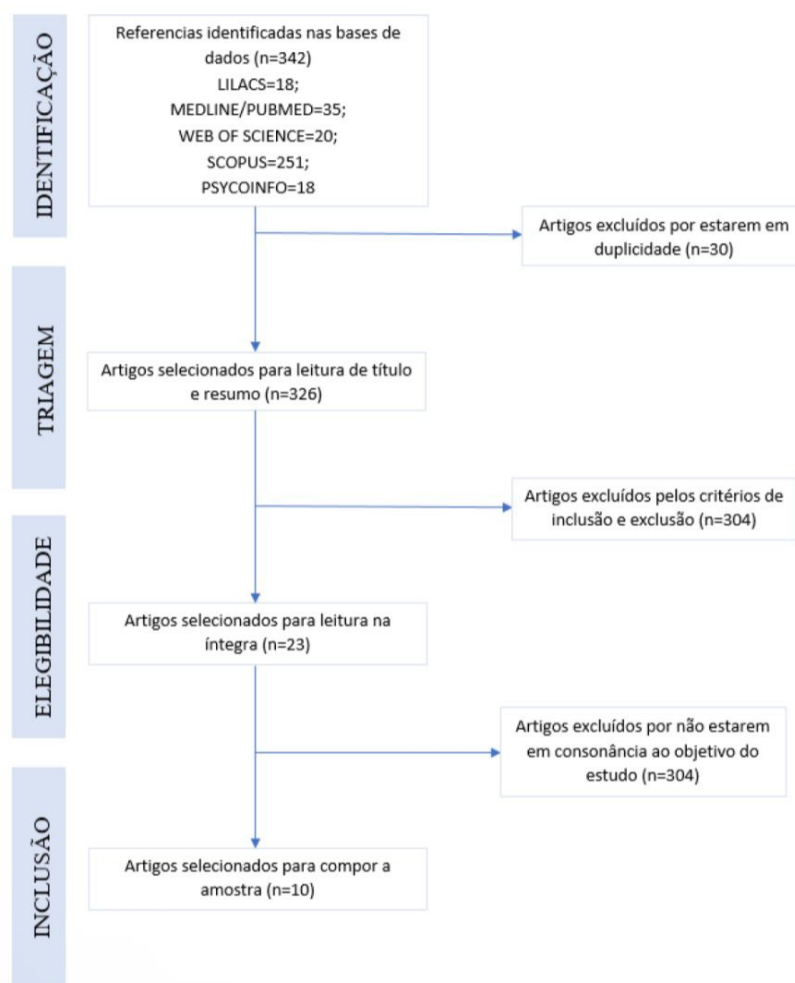 IDENTIFICAÇÃO
Referencias identificadas nas bases de
dados (n=342)
LILACS=18;
MEDLINE/PUBMED=35;
WEB OF SCIENCE=20;
SCOPUS=251;
PSYCOINFO=18
Artigos excluídos por estarem em
duplicidade (n=30)
TRIAGEM
Artigos selecionados para leitura de título
e resumo (n=326)
Artigos excluídos pelos critérios de
inclusão e exclusão (n=304)
ELEGIBILIDADE
Artigos selecionados para leitura na
íntegra (n=23)
Artigos excluídos por não estarem
em consonância ao objetivo do
estudo (n=304)
INCLUSÃO
Artigos selecionados para compor a
amostra (n=10)